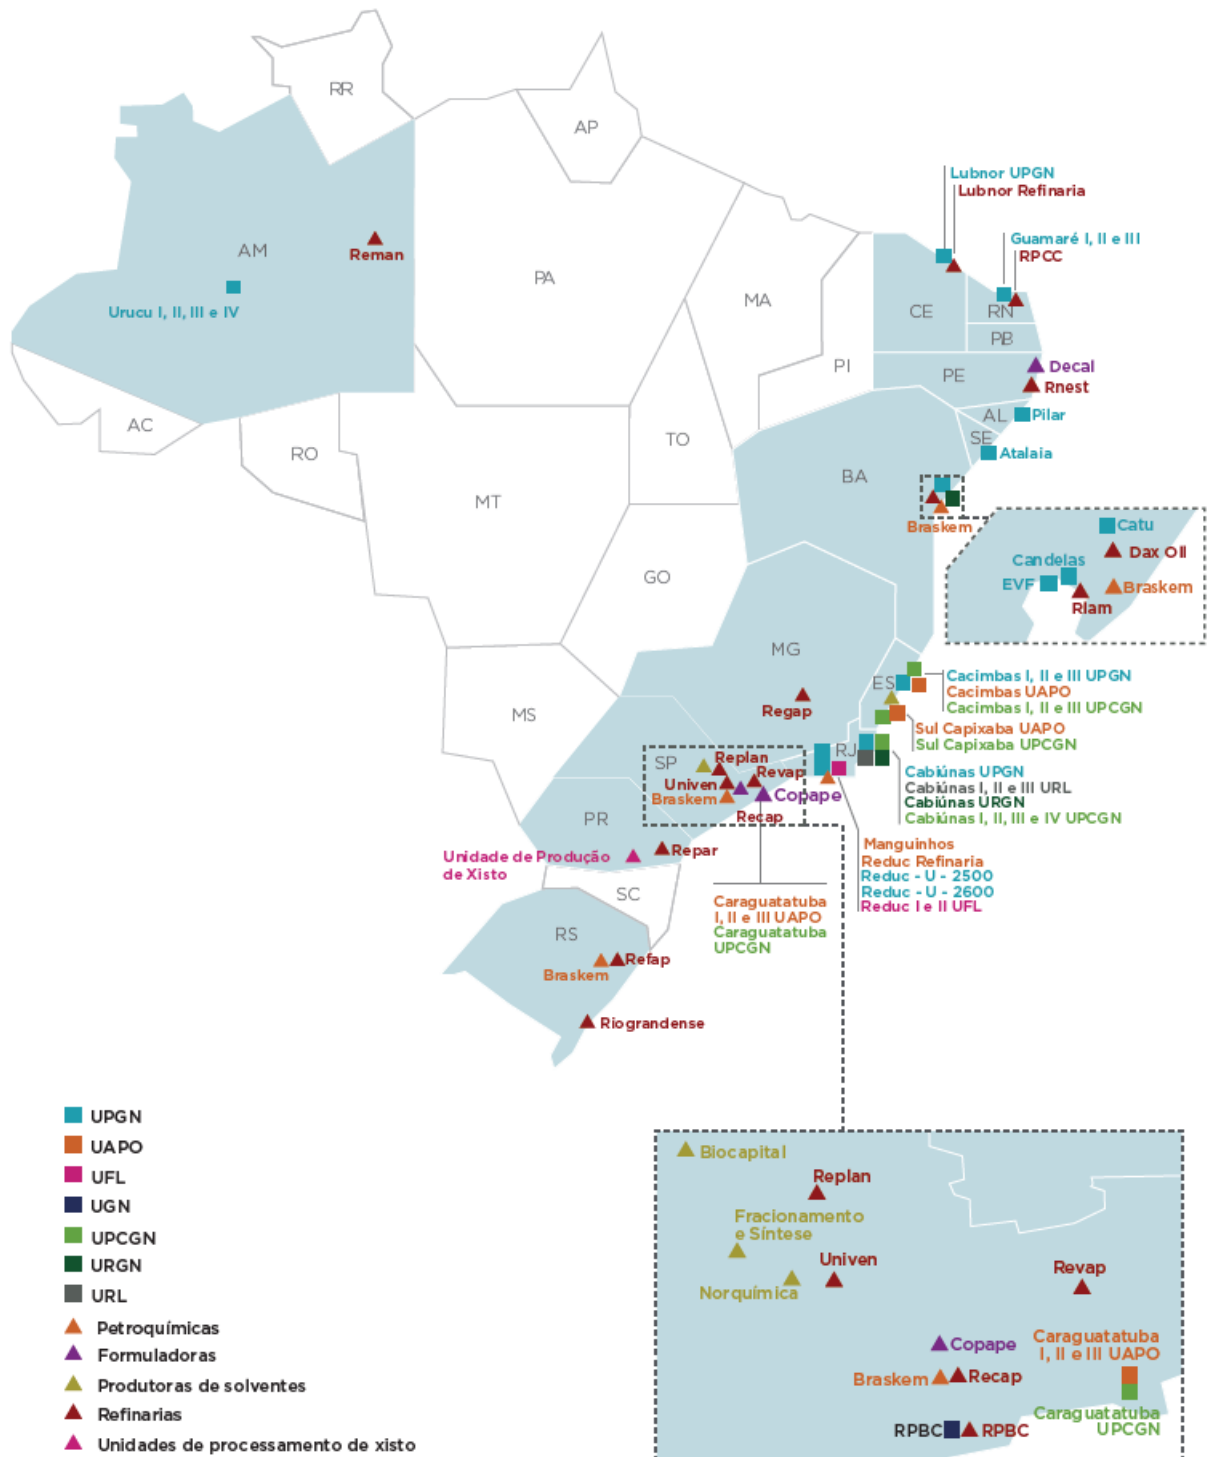 RR
AP
AM
Reman
Urucu I, II, III e IV
PA
MA
PI
CE
RN
PB
PE
AL
SE
BA
AC
RO
TO
MT
GO
MG
MS
ES
SP
RJ
PR
SC
RS
Lubnor UPGN
Lubnor Refinaria
Guamaré I, II e III
RPCC
Decal
Rnest
Pilar
Atalaia
Braskem
Catu
Dax Oil
Candeias
EVF
Braskem
Rlam
Cacimbas I, II e III UPGN
Cacimbas UAPO
Cacimbas I, II e III UPCGN
Sul Capixaba UAPO
Sul Capixaba UPCGN
Cabiúnas UPGN
Cabiúnas I, II e III URL
Cabiúnas URGN
Cabiúnas I, II, III e IV UPCGN
Regap
Replan
Revap
Univen
Braskem
Copape
Recap
Manguinhos
Reduc Refinaria
Reduc - U - 2500
Reduc - U - 2600
Reduc I e II UFL
Unidade de Produção
de Xisto
Repar
Caraguatatuba
I, II e III UAPO
Caraguatatuba
UPCGN
Braskem
Refap
Riograndense
UPGN
UAPO
UFL
UGN
UPCGN
URGN
URL
Petroquímicas
Formuladoras
Produtoras de solventes
Refinarias
Unidades de processamento de xisto
Biocapital
Replan
Fracionamento
e Síntese
Univen
Norquímica
Revap
Copape
Caraguatatuba
I, II e III UAPO
Braskem
Recap
Caraguatatuba
UPCGN
RPBC
RPBC